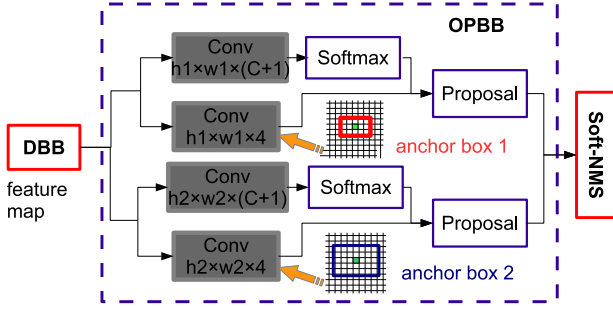 OPBB
Conv
h1×w1×(C+1)
Softmax
Conv
h1×w1×4
Proposal
anchor box 1
DBB
feature
map
Conv
h2×w2×(C+1)
Softmax
Conv
h2×w2×4
Proposal
anchor box 2
Soft-NMS